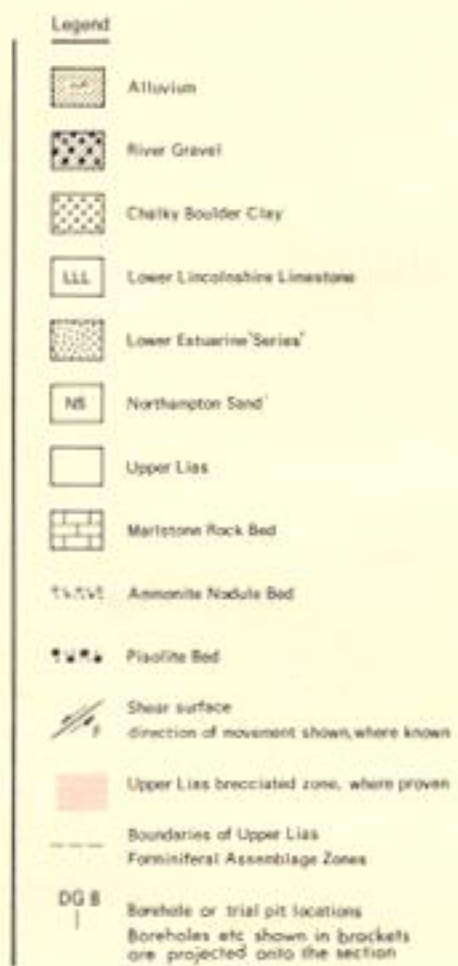 Legend
Alluvium
River Gravel
Chalky Boulder Clay
LLL Lower Lincolnshire Limestone
Lower Estuarine 'Series'
NS Northampton Sand
Upper Lias
Marlstone Rock Bed
Ammonite Nodule Bed
Pisolite Bed
Shear surface
direction of movement shown, where known
Upper Lias brecciated zone, where proven
Boundaries of Upper Lias
Forminiferal Assemblage Zones
DG 8
Borehole or trial pit locations
Boreholes etc shown in brackets
are projected onto the section